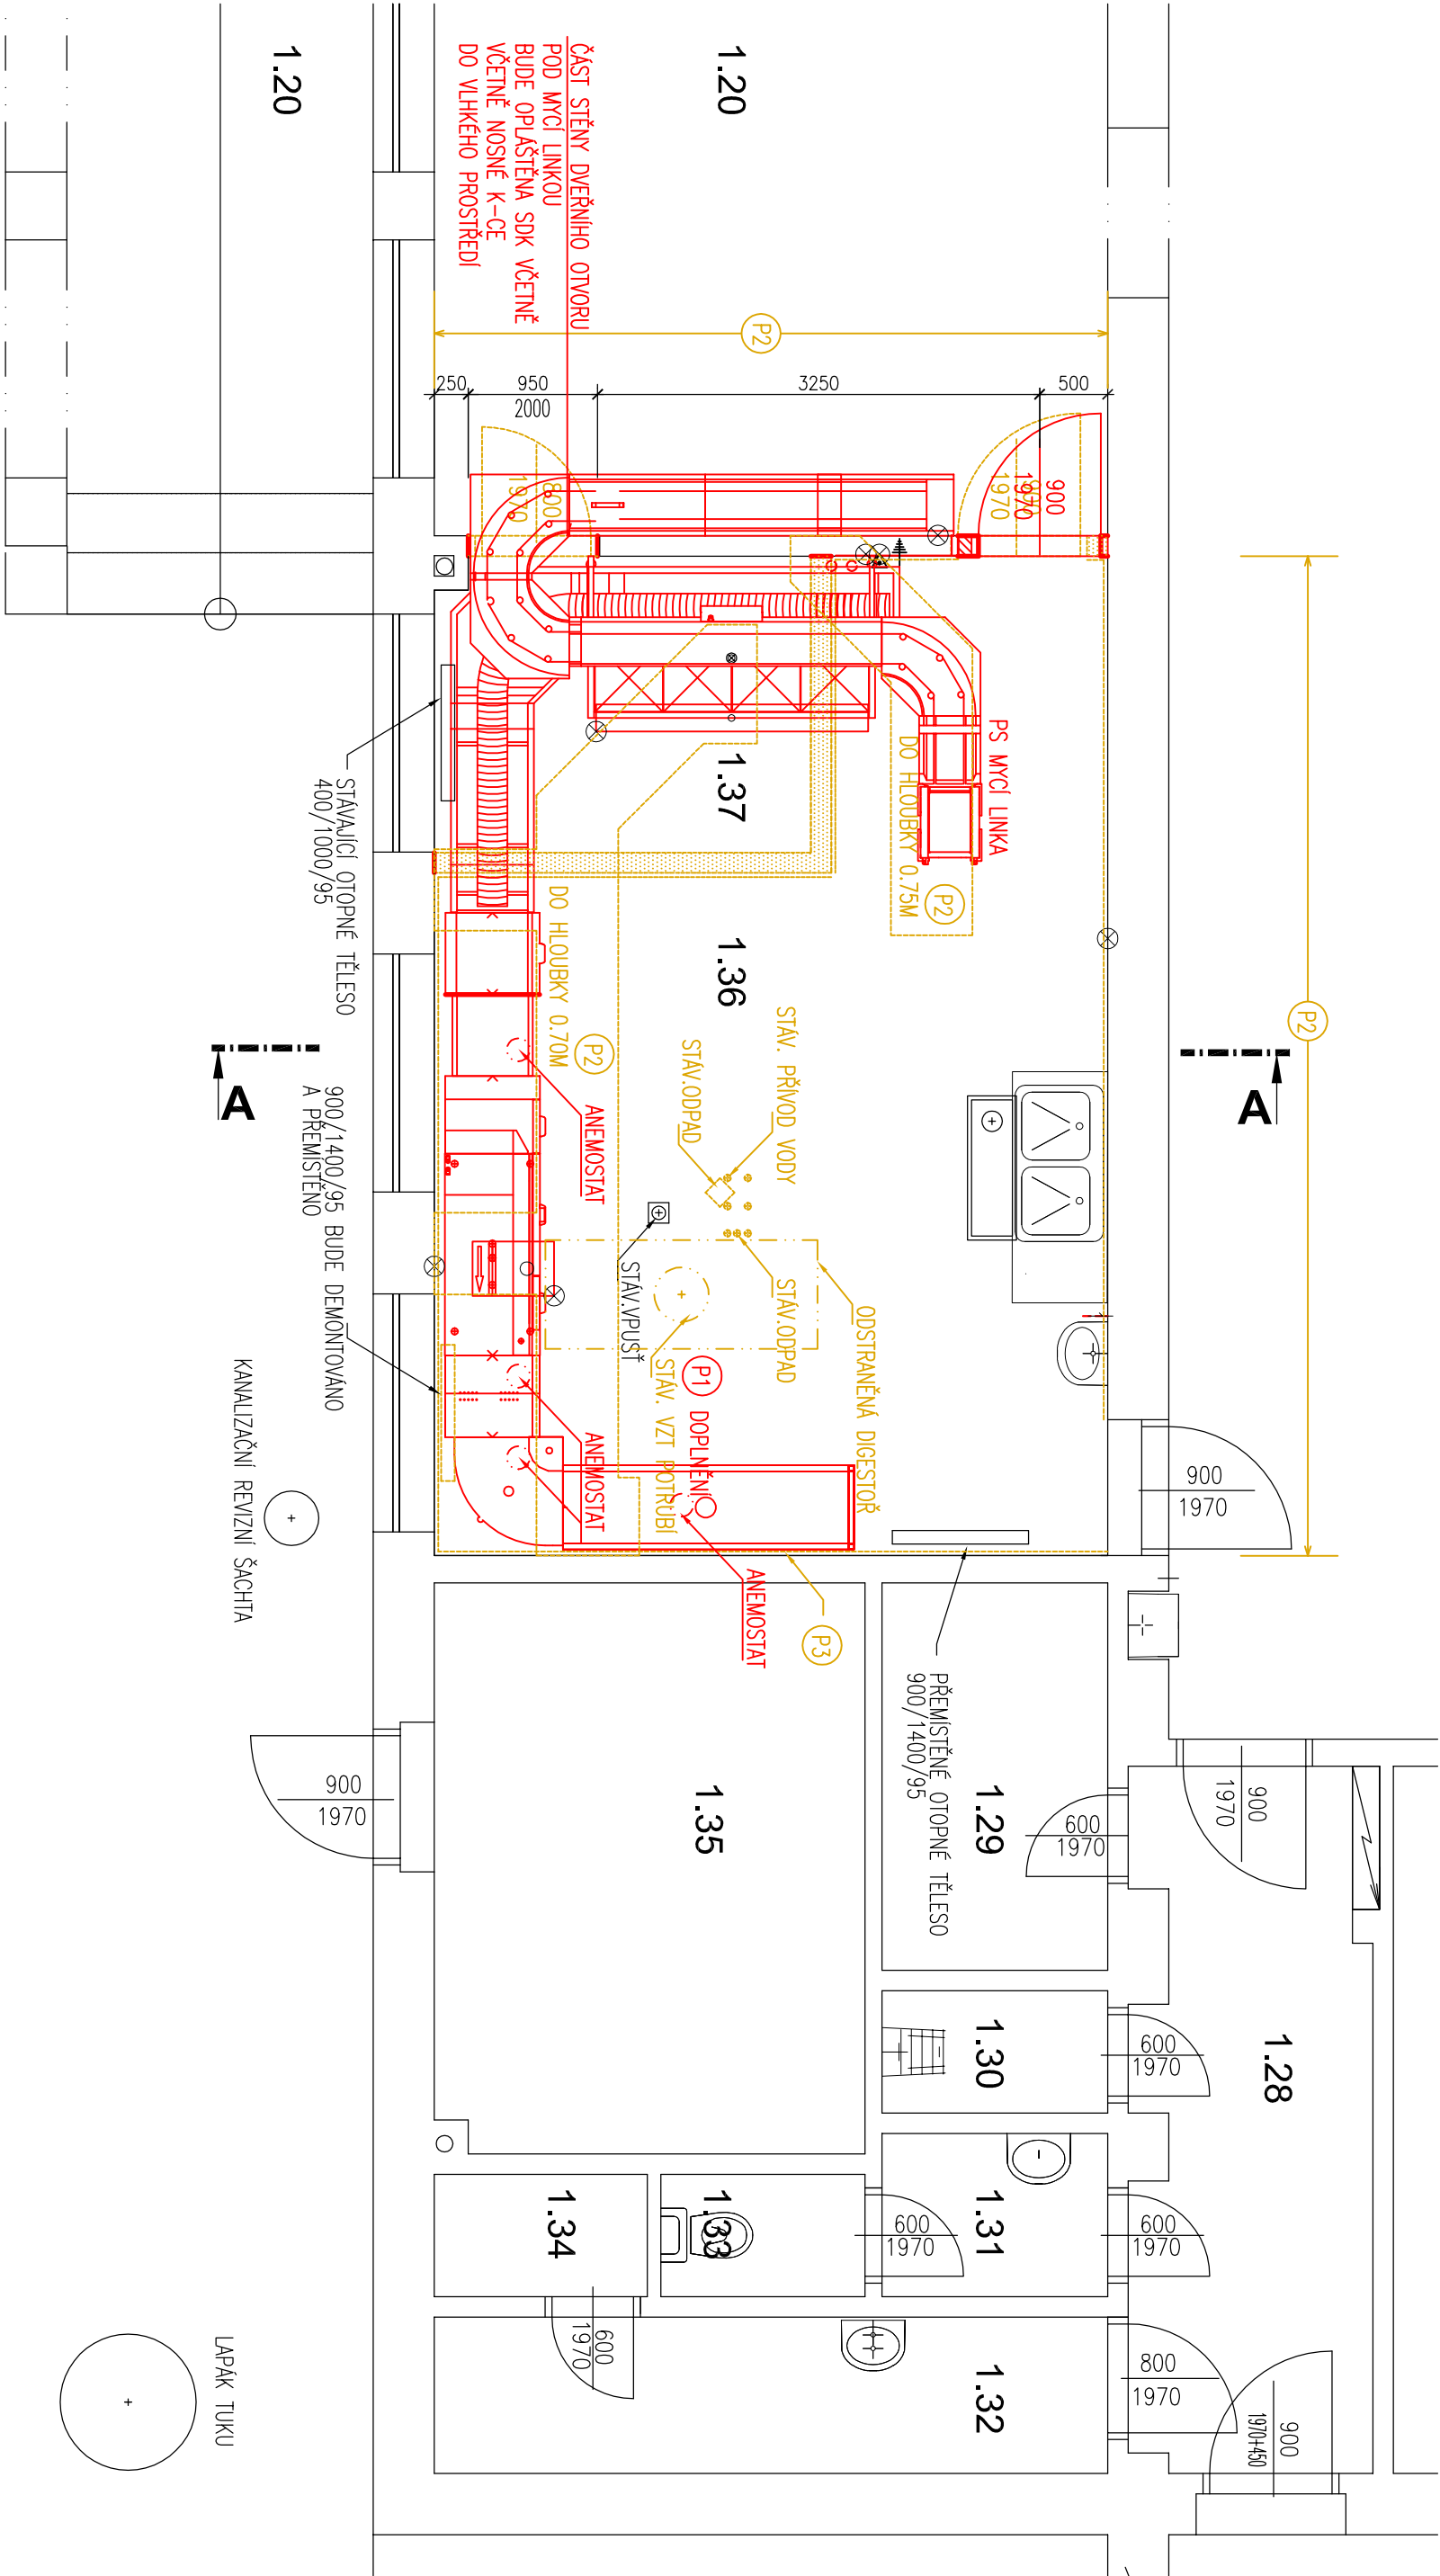 1.20
1.20
ČÁST STĚNY DVEŘNÍHO OTVORU
POD MYCÍ LINKOU
BUDE OPLÁŠTĚNA SDK VČETNĚ
VČETNĚ NOSNÉ K-CE
DO VLHKÉHO PROSTŘEDÍ
P2
250
950
2000
3250
500
800
1970
900
1970
1970
PS MYCÍ LINKA
1.37
DO HLOUBKY 0.75M
P2
P2
STÁVAJÍCÍ OTOPNÉ TĚLESO
400/1000/95
DO HLOUBKY 0.70M
P2
1.36
A
A
STÁV. PŘÍVOD VODY
STÁV.ODPAD
ANEMOSTAT
900/1400/95 BUDE DEMONTOVÁNO
A PŘEMÍSTĚNO
STÁV.VPUSŤ
STÁV.ODPAD
ODSTRANĚNÁ DIGESTOŘ
STÁV. VZT POTRUBÍ
P1 DOPLNĚNÍ
ANEMOSTAT
ANEMOSTAT
KANALIZAČNÍ REVIZNÍ ŠACHTA
900
1970
P3
PŘEMÍSTĚNÉ OTOPNÉ TĚLESO
900/1400/95
1.35
1.29
900
1970
600
1970
900
1970
1.30
600
1970
1.28
1.34
1.33
600
1970
1.31
600
1970
600
1970
1.32
800
1970
900
1970+450
LAPÁK TUKU